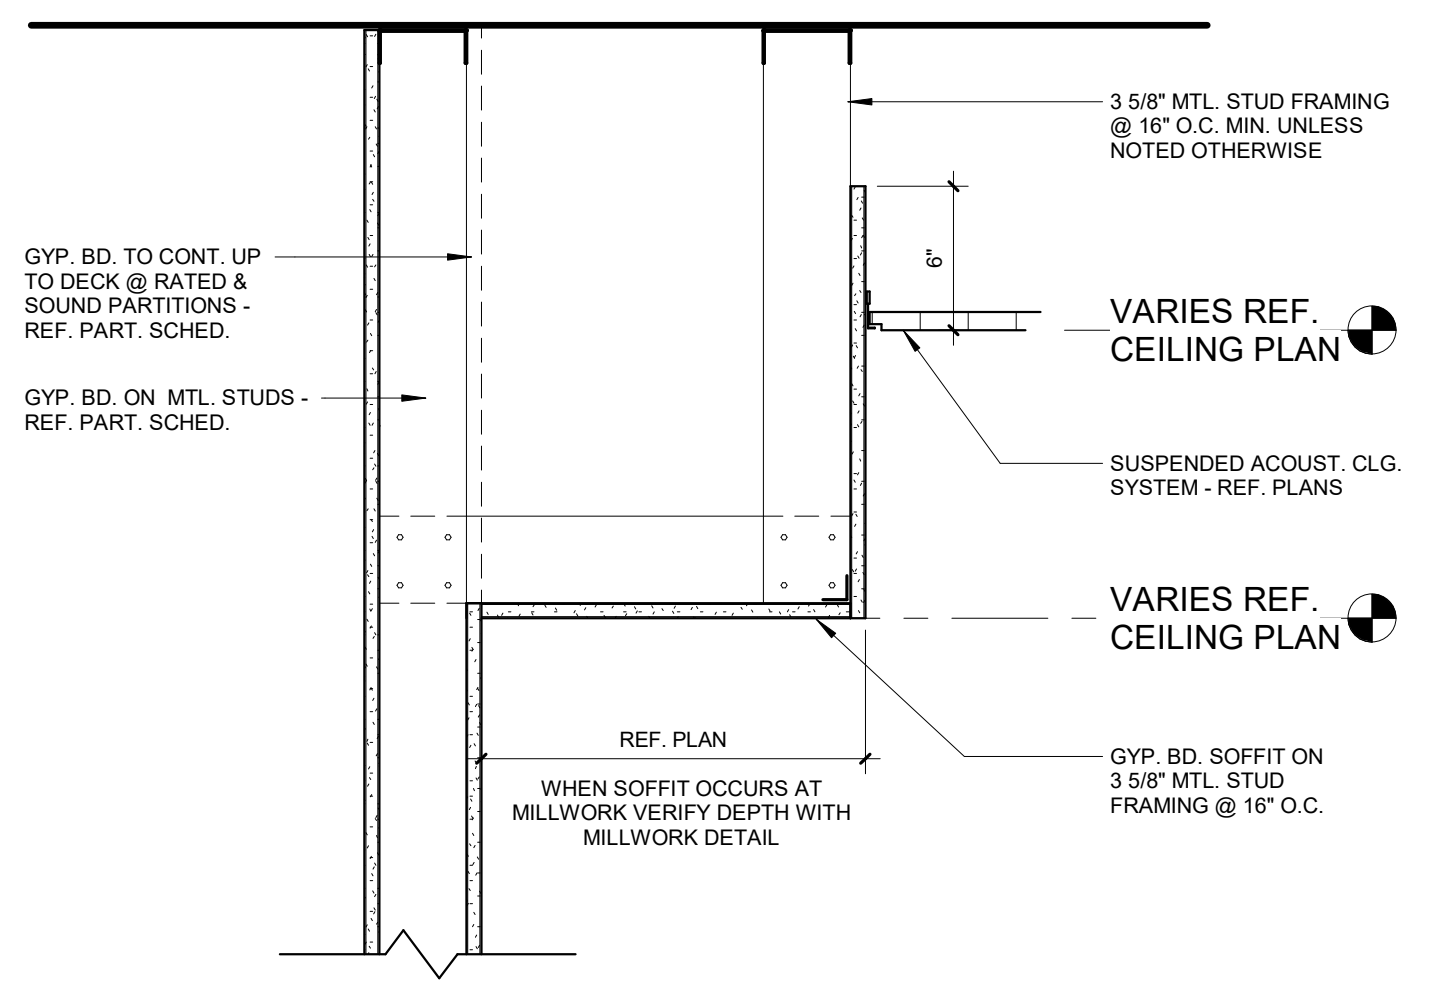 3 5/8" MTL. STUD FRAMING
@ 16" O.C. MIN. UNLESS
NOTED OTHERWISE
GYP. BD. TO CONT. UP
TO DECK @ RATED &
SOUND PARTITIONS -
REF. PART. SCHED.
6"
VARIES REF.
CEILING PLAN
GYP. BD. ON MTL. STUDS -
REF. PART. SCHED.
SUSPENDED ACOUST. CLG.
SYSTEM - REF. PLANS
VARIES REF.
CEILING PLAN
REF. PLAN
WHEN SOFFIT OCCURS AT
MILLWORK VERIFY DEPTH WITH
MILLWORK DETAIL
GYP. BD. SOFFIT ON
3 5/8" MTL. STUD
FRAMING @ 16" O.C.